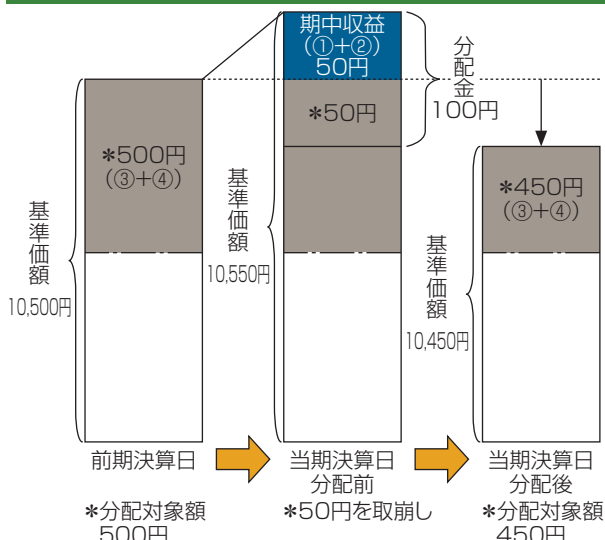 期中収益
(①+②)
50円
分配金
100円
*50円
*500円
(③+④)
*450円
(③+④)
基準価額
10,500円
基準価額
10,550円
基準価額
10,450円
前期決算日
当期決算日
分配前
当期決算日
分配後
*分配対象額
500円
*50円を取崩し
*分配対象額
450円